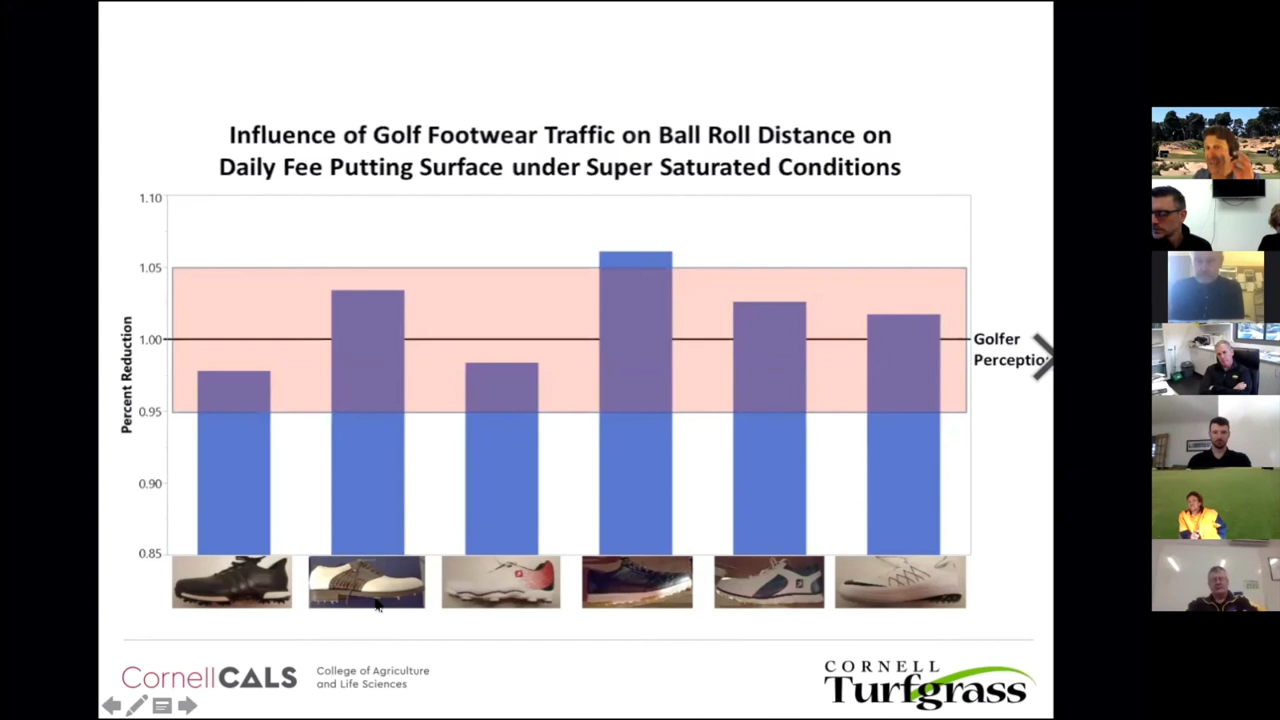 Influence of Golf Footwear Traffic on Ball Roll Distance on
Daily Fee Putting Surface under Super Saturated Conditions
1.10
1.05
1.00
0.95
0.90
0.85
Percent Reduction
Golfer
Perceptio
CornellCALS
College of Agriculture
and Life Sciences
CORNELL
Turfgrass